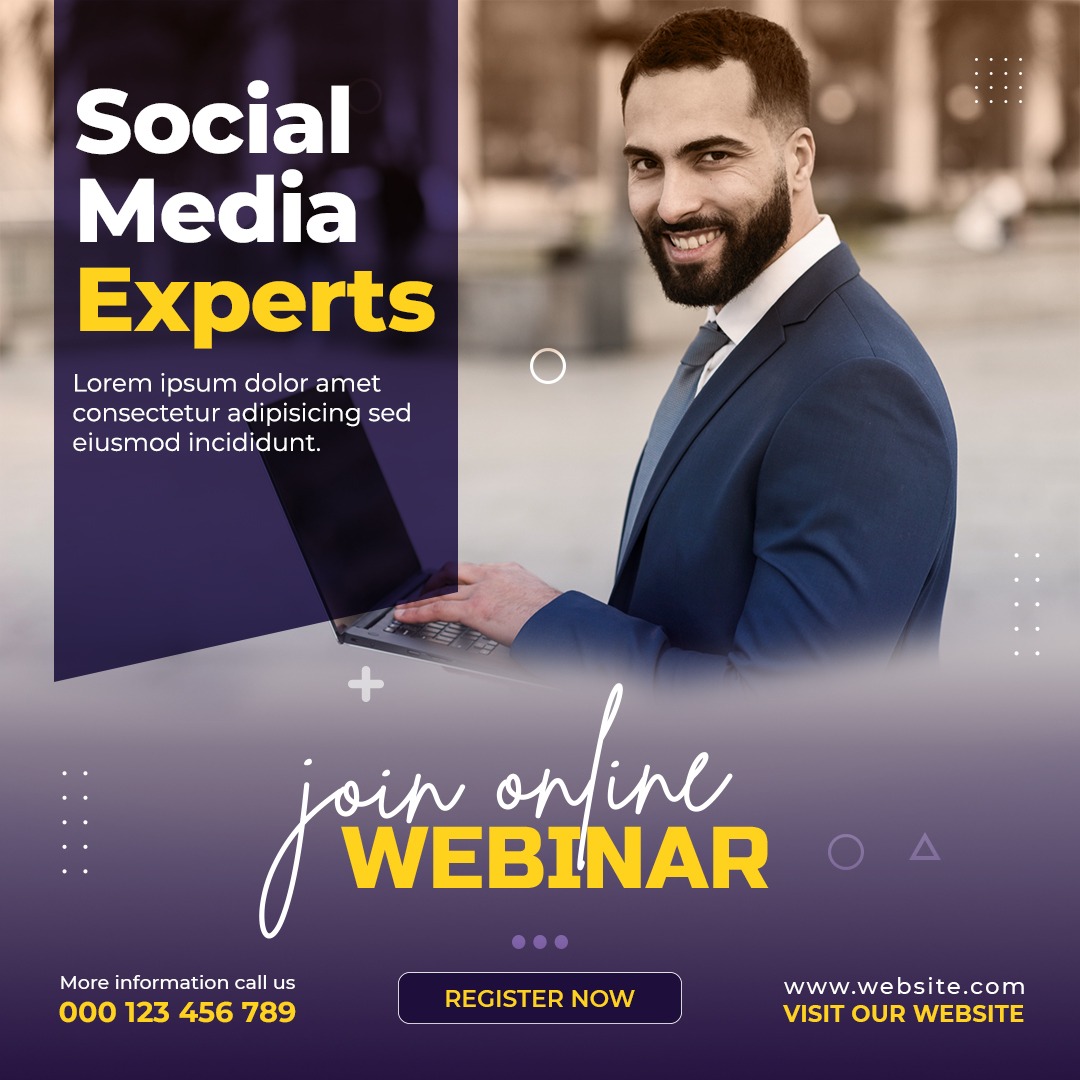 Social
Media
Experts
Lorem ipsum dolor amet
consectetur adipisicing sed
eiusmod incididunt.
join online
WEBINAR
More information call us
000 123 456 789
REGISTER NOW
www.website.com
VISIT OUR WEBSITE